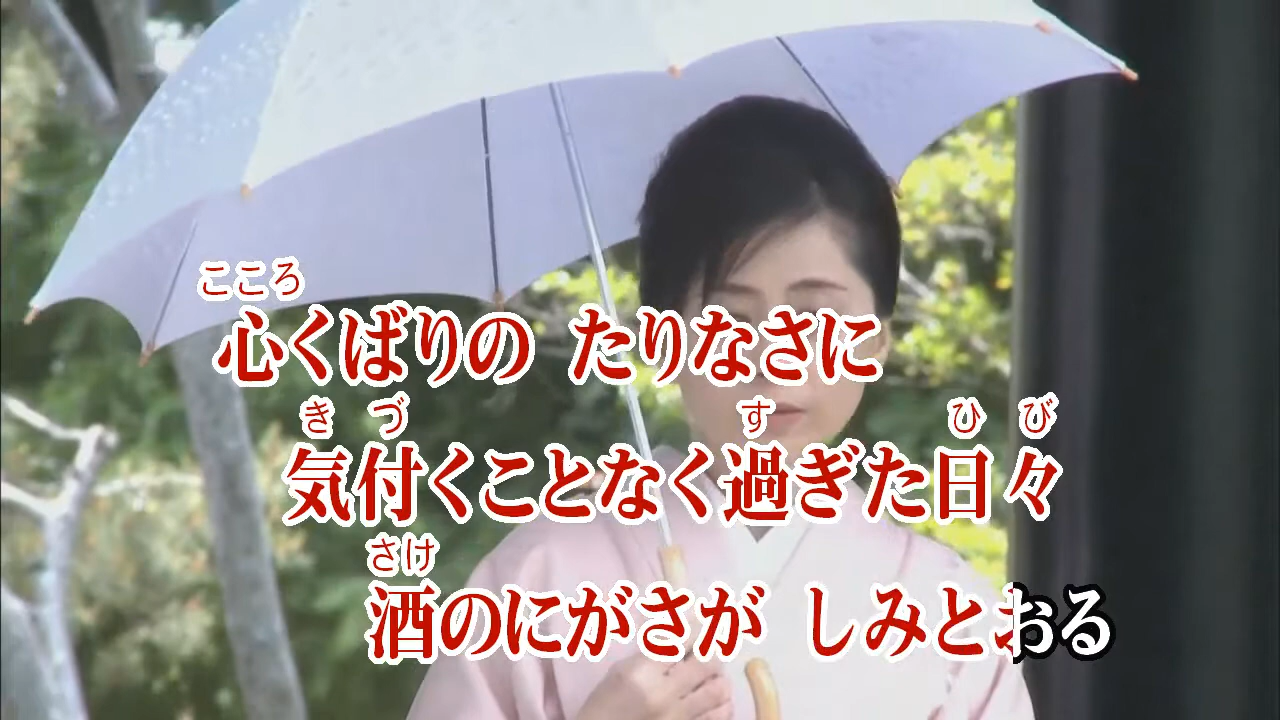 こころ
心くばりの たりなさに
きづ す ひび
気付くことなく過ぎた日々
さけ
酒のにがさが しみとおる